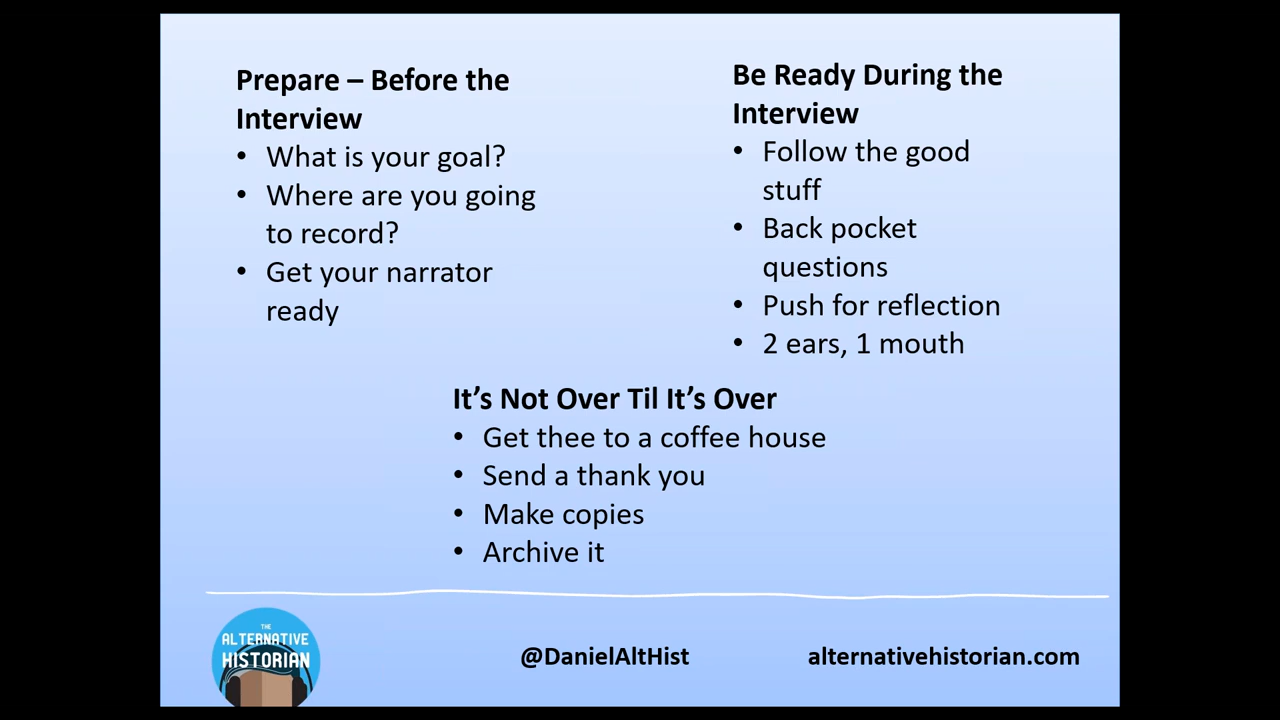 Prepare – Before the
Interview
• What is your goal?
• Where are you going
to record?
• Get your narrator
ready
Be Ready During the
Interview
• Follow the good
stuff
• Back pocket
questions
• Push for reflection
• 2 ears, 1 mouth
It’s Not Over Til It’s Over
• Get thee to a coffee house
• Send a thank you
• Make copies
• Archive it
THE
ALTERNATIVE
HISTORIAN
@DanielAltHist
alternativehistorian.com